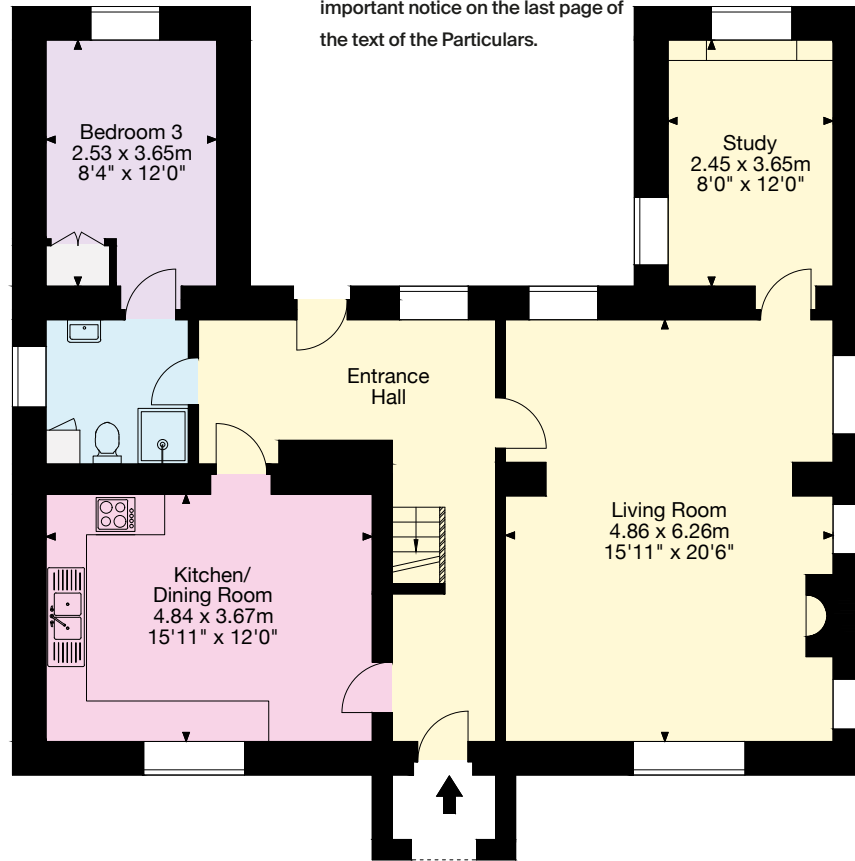 important notice on the last page of
the text of the Particulars.
Bedroom 3
2.53 x 3.65m
8'4" x 12'0"
Study
2.45 x 3.65m
8'0" x 12'0"
Entrance
Hall
Living Room
4.86 x 6.26m
15'11" x 20'6"
Kitchen/
Dining Room
4.84 x 3.67m
15'11" x 12'0"